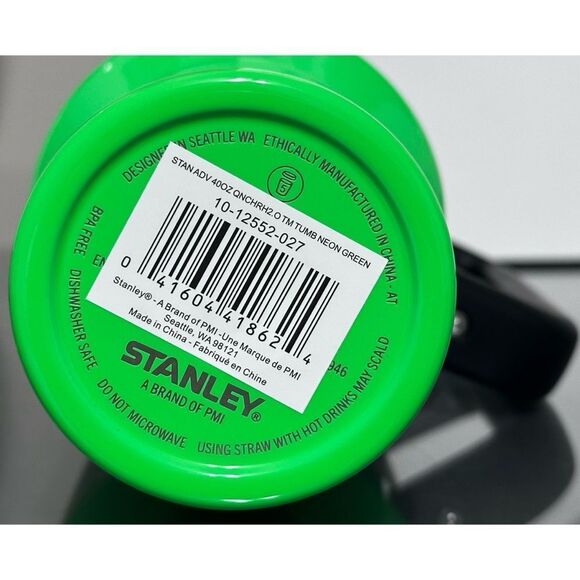 DESIGNED IN SEATTLE WA
ETHICALLY MANUFACTURED IN CHINA - AT
STAN ADV 40OZ QNCHRH2.O TM TUMB NEON GREEN
10-12552-027
0 41604 41862 4
Stanley® - A Brand of PMI -Une Marque de PMI
Seattle, WA 98121
Made in China - Fabriqué en Chine
BPA FREE
DISHWASHER SAFE
946
STANLEY®
A BRAND OF PMI
DO NOT MICROWAVE
USING STRAW WITH HOT DRINKS MAY SCALD